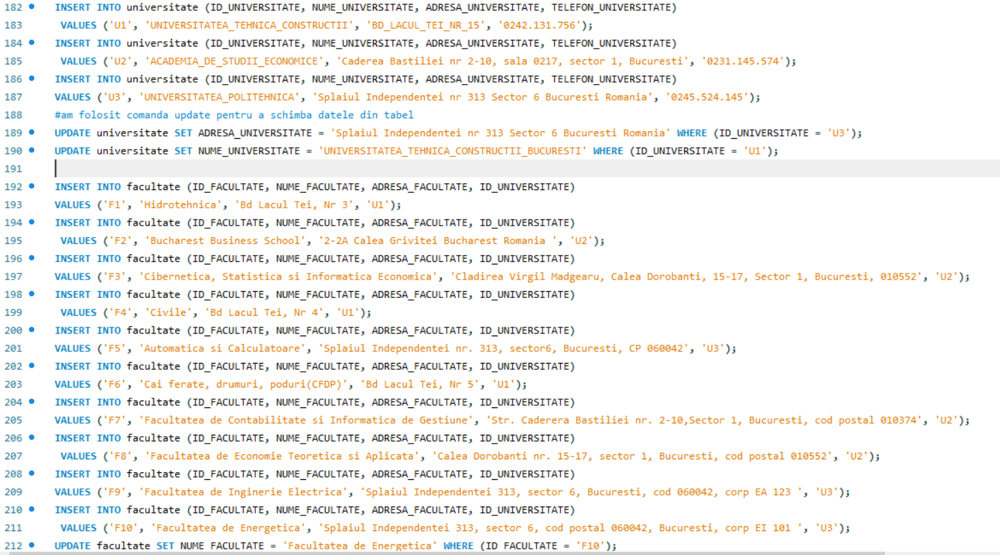 182 INSERT INTO universitate (ID_UNIVERSITATE, NUME_UNIVERSITATE, ADRESA_UNIVERSITATE, TELEFON_UNIVERSITATE)
183 VALUES ('U1', 'UNIVERSITATEA_TEHNICA_CONSTRUCTII', 'BD_LACUL_TEI_NR_15', '0242.131.756');
184 INSERT INTO universitate (ID_UNIVERSITATE, NUME_UNIVERSITATE, ADRESA_UNIVERSITATE, TELEFON_UNIVERSITATE)
185 VALUES ('U2', 'ACADEMIA_DE_STUDII_ECONOMICE', 'Caderea Bastiliei nr 2-10, sala 0217, sector 1, Bucuresti', '0231.145.574');
186 INSERT INTO universitate (ID_UNIVERSITATE, NUME_UNIVERSITATE, ADRESA_UNIVERSITATE, TELEFON_UNIVERSITATE)
187 VALUES ('U3', 'UNIVERSITATEA_POLITEHNICA', 'Splaiul Independentei nr 313 Sector 6 Bucuresti Romania', '0245.524.145');
188 #am folosit comanda update pentru a schimba datele din tabel
189 UPDATE universitate SET ADRESA_UNIVERSITATE = 'Splaiul Independentei nr 313 Sector 6 Bucuresti Romania' WHERE (ID_UNIVERSITATE = 'U3');
190 UPDATE universitate SET NUME_UNIVERSITATE = 'UNIVERSITATEA_TEHNICA_CONSTRUCTII_BUCURESTI' WHERE (ID_UNIVERSITATE = 'U1');
191
192 INSERT INTO facultate (ID_FACULTATE, NUME_FACULTATE, ADRESA_FACULTATE, ID_UNIVERSITATE)
193 VALUES ('F1', 'Hidrotehnica', 'Bd Lacul Tei, Nr 3', 'U1');
194 INSERT INTO facultate (ID_FACULTATE, NUME_FACULTATE, ADRESA_FACULTATE, ID_UNIVERSITATE)
195 VALUES ('F2', 'Bucharest Business School', '2-2A Calea Grivitei Bucharest Romania ', 'U2');
196 INSERT INTO facultate (ID_FACULTATE, NUME_FACULTATE, ADRESA_FACULTATE, ID_UNIVERSITATE)
197 VALUES ('F3', 'Cibernetica, Statistica si Informatica Economica', 'Cladirea Virgil Madgearu, Calea Dorobanti, 15-17, Sector 1, Bucuresti, 010552', 'U2');
198 INSERT INTO facultate (ID_FACULTATE, NUME_FACULTATE, ADRESA_FACULTATE, ID_UNIVERSITATE)
199 VALUES ('F4', 'Civile', 'Bd Lacul Tei, Nr 4', 'U1');
200 INSERT INTO facultate (ID_FACULTATE, NUME_FACULTATE, ADRESA_FACULTATE, ID_UNIVERSITATE)
201 VALUES ('F5', 'Automatica si Calculatoare', 'Splaiul Independentei nr. 313, sector6, Bucuresti, CP 060042', 'U3');
202 INSERT INTO facultate (ID_FACULTATE, NUME_FACULTATE, ADRESA_FACULTATE, ID_UNIVERSITATE)
203 VALUES ('F6', 'Cai ferate, drumuri, poduri(CFDP)', 'Bd Lacul Tei, Nr 5', 'U1');
204 INSERT INTO facultate (ID_FACULTATE, NUME_FACULTATE, ADRESA_FACULTATE, ID_UNIVERSITATE)
205 VALUES ('F7', 'Facultatea de Contabilitate si Informatica de Gestiune', 'Str. Caderera Bastiliei nr. 2-10,Sector 1, Bucuresti, cod postal 010374', 'U2');
206 INSERT INTO facultate (ID_FACULTATE, NUME_FACULTATE, ADRESA_FACULTATE, ID_UNIVERSITATE)
207 VALUES ('F8', 'Facultatea de Economie Teoretica si Aplicata', 'Calea Dorobanti nr. 15-17, sector 1, Bucuresti, cod postal 010552', 'U2');
208 INSERT INTO facultate (ID_FACULTATE, NUME_FACULTATE, ADRESA_FACULTATE, ID_UNIVERSITATE)
209 VALUES ('F9', 'Facultatea de Inginerie Electrica', 'Splaiul Independentei 313, sector 6, Bucuresti, cod 060042, corp EA 123 ', 'U3');
210 INSERT INTO facultate (ID_FACULTATE, NUME_FACULTATE, ADRESA_FACULTATE, ID_UNIVERSITATE)
211 VALUES ('F10', 'Facultatea de Energetica', 'Splaiul Independentei 313, sector 6, cod postal 060042, Bucuresti, corp EI 101 ', 'U3');
212 UPDATE facultate SET NUME_FACULTATE = 'Facultatea de Energetica' WHERE (ID_FACULTATE = 'F10');